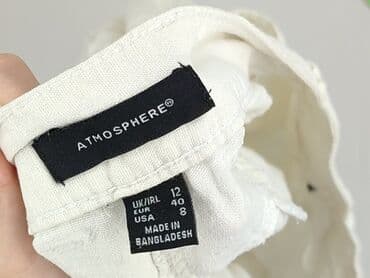 ATMOSPHERE®
UK/IRL 12
EUR 40
USA 8
MADE IN
BANGLADESH